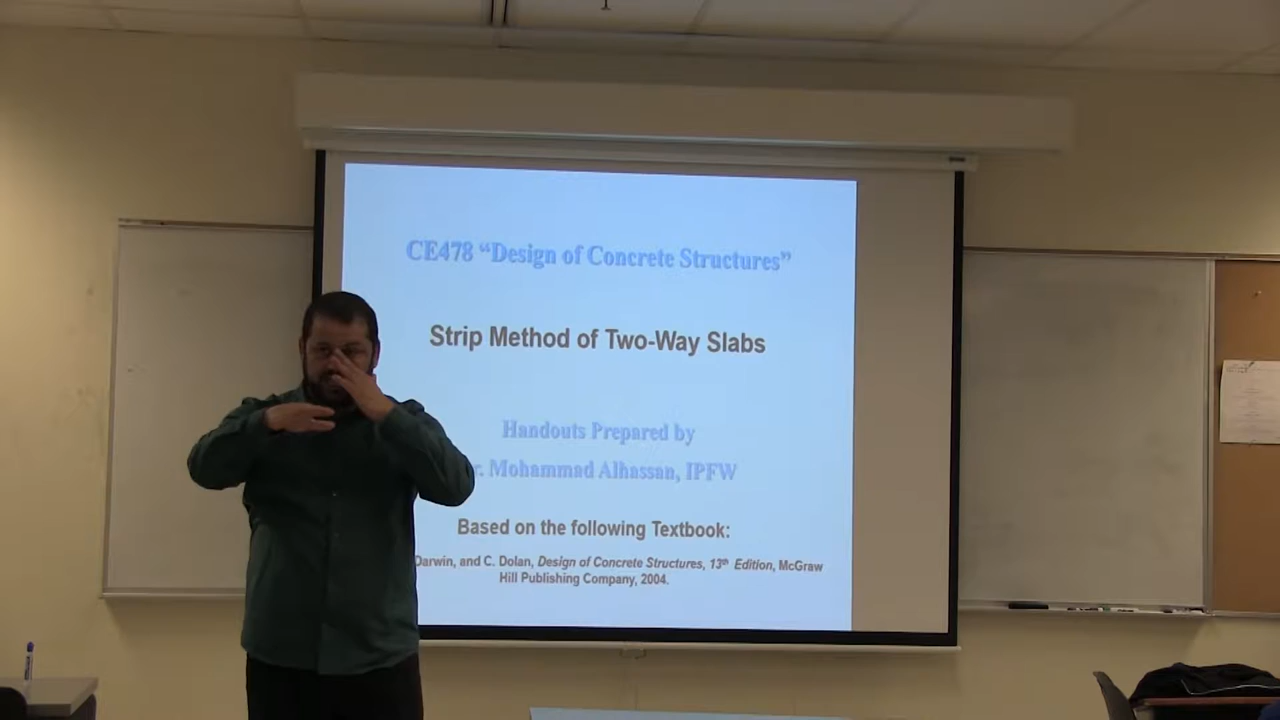 CE478 “Design of Concrete Structures”
Strip Method of Two-Way Slabs
Handouts Prepared by
r. Mohammad Alhassan, IPFW
Based on the following Textbook:
Darwin, and C. Dolan, Design of Concrete Structures, 13th Edition, McGraw
Hill Publishing Company, 2004.